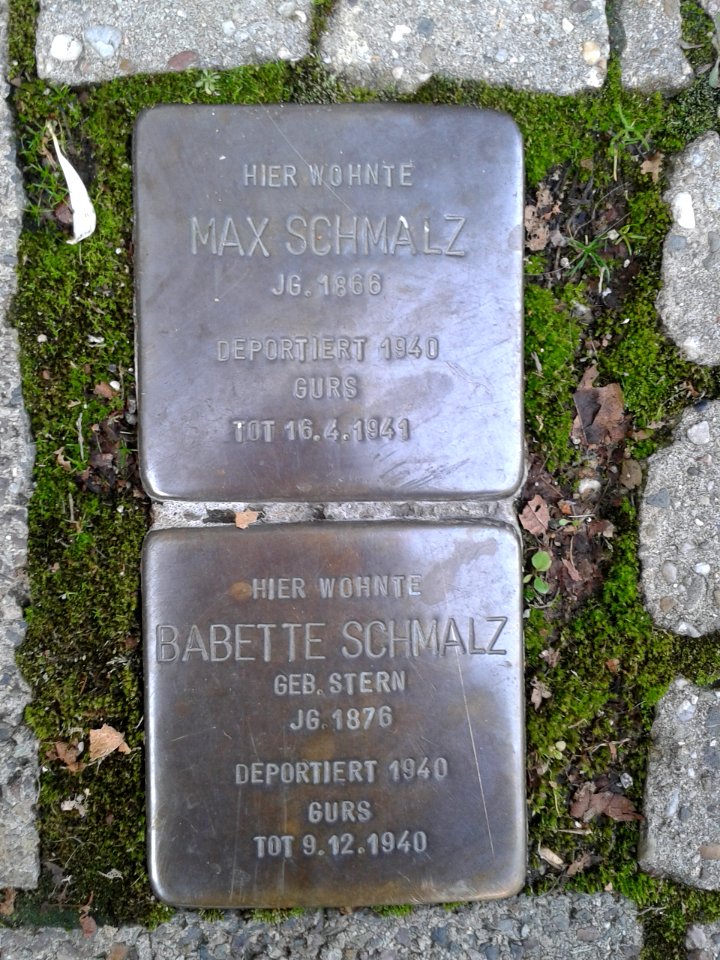 HIER WOHNTE
MAX SCHMALZ
JG. 1866
DEPORTIERT 1940
GURS
TOT 16.4.1941
HIER WOHNTE
BABETTE SCHMALZ
GEB. STERN
JG. 1876
DEPORTIERT 1940
GURS
TOT 9.12.1940